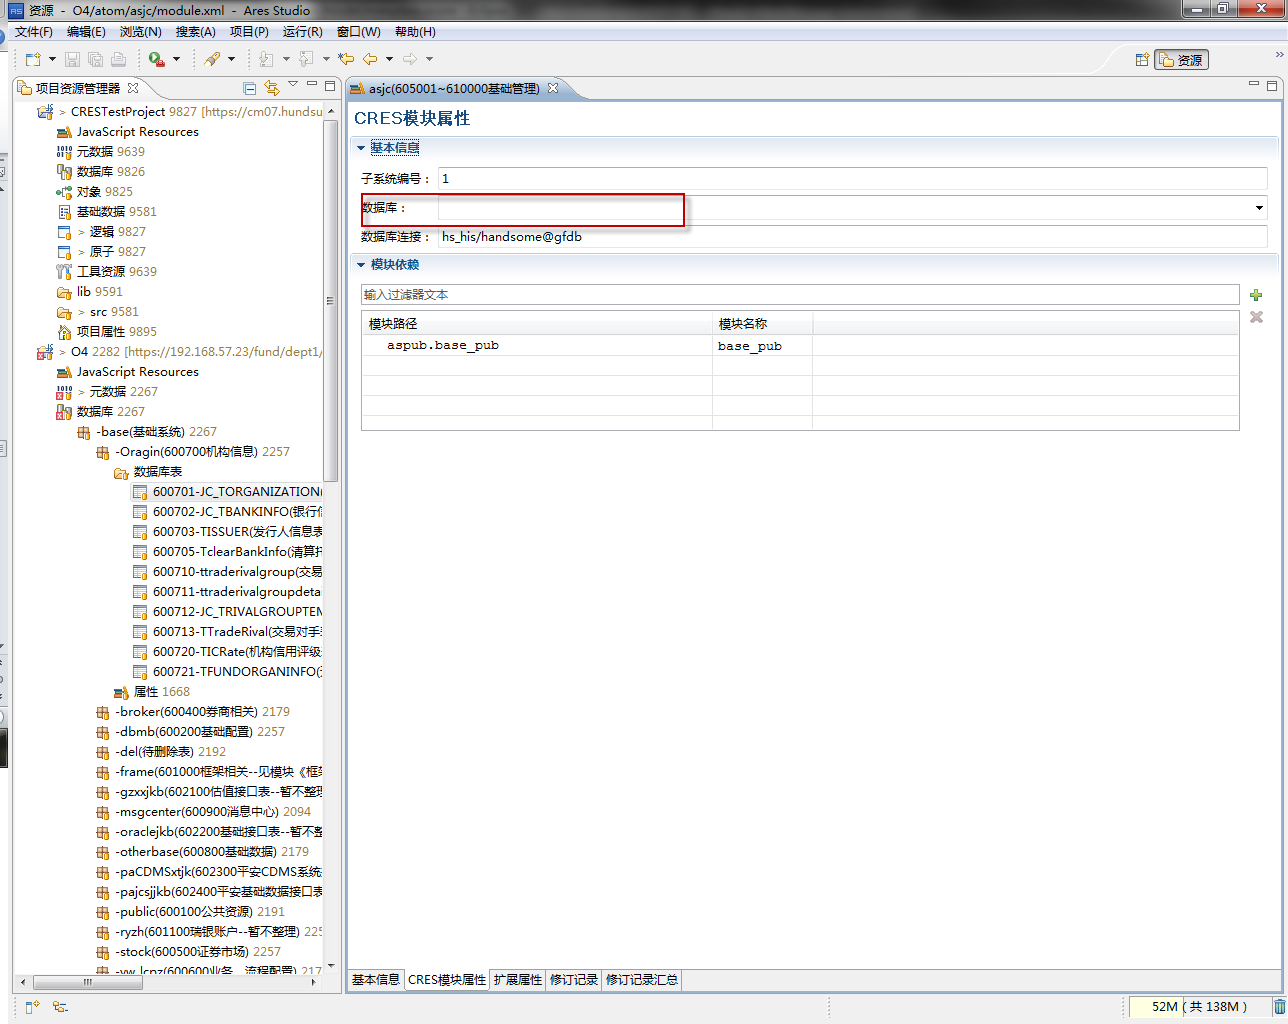 资源 - O4/atom/asjc/module.xml - Ares Studio
文件(F) 编辑(E) 浏览(N) 搜索(A) 项目(P) 运行(R) 窗口(W) 帮助(H)
资源
项目资源管理器
asjc(605001~610000基础管理)
> CRESTestProject 9827 [https://cm07.hundsu
JavaScript Resources
元数据 9639
数据库 9826
对象 9825
基础数据 9581
> 逻辑 9827
> 原子 9827
工具资源 9639
lib 9591
> src 9581
项目属性 9895
> O4 2282 [https://192.168.57.23/fund/dept1/
JavaScript Resources
> 元数据 2267
数据库 2267
-base(基础系统) 2267
-Oragin(600700机构信息) 2257
数据库表
600701-JC_TORGANIZATION(
600702-JC_TBANKINFO(银行信
600703-TISSUER(发行人信息表
600705-TclearBankInfo(清算托
600710-ttraderivalgroup(交易
600711-ttraderivalgroupdeta
600712-JC_TRIVALGROUPTEM
600713-TTradeRival(交易对手
600720-TICRate(机构信用评级
600721-TFUNDORGANINFO(
属性 1668
-broker(600400券商相关) 2179
-dbmb(600200基础配置) 2257
-del(待删除表) 2192
-frame(601000框架相关--见模块《框架
-gzxxjkb(602100估值接口表--暂不整理
-msgcenter(600900消息中心) 2094
-oraclejkb(602200基础接口表--暂不整
-otherbase(600800基础数据) 2179
-paCDMSxtjk(602300平安CDMS系统
-pajcsjjkb(602400平安基础数据接口表
-public(600100公共资源) 2191
-ryzh(601100瑞银账户--暂不整理) 225
-stock(600500证券市场) 2257
-yw_lcpz(600600业务、流程配置) 217
CRES模块属性
基本信息
子系统编号： 1
数据库：
数据库连接： hs_his/handsome@gfdb
模块依赖
输入过滤器文本
模块路径 模块名称
aspub.base_pub base_pub
基本信息 CRES模块属性 扩展属性 修订记录 修订记录汇总
52M ( 共 138M )